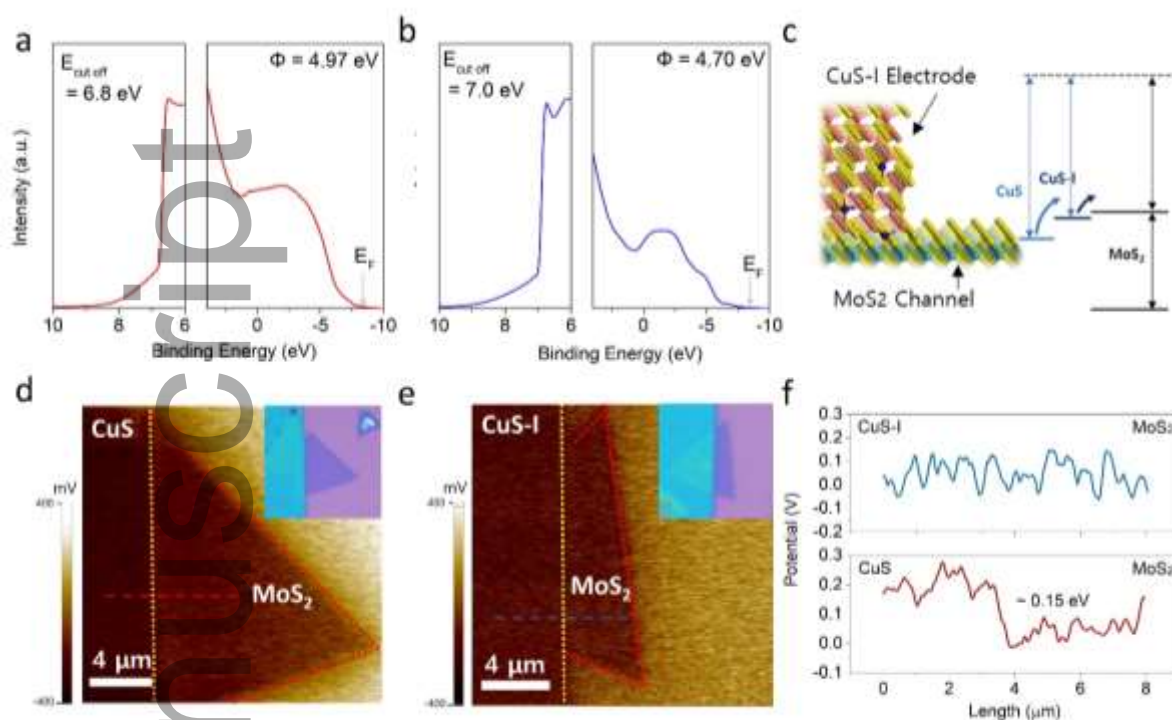 a
E cut off
= 6.8 eV
Φ = 4.97 eV
E F
Intensity (a.u.)
10 8 6 0 -5 -10
Binding Energy (eV)
b
E cut off
= 7.0 eV
Φ = 4.70 eV
E F
10 8 6 5 0 -5 -10
Binding Energy (eV)
c
CuS-I Electrode
CuS
CuS-I
MoS2
MoS2 Channel
d
CuS
mV
400
-400
MoS2
4 μm
e
CuS-I
mV
400
-400
MoS2
4 μm
f
Potential (V)
0.3
0.2
0.1
0.0
-0.1
-0.2
CuS-I
MoS2
0.3
0.2
0.1
0.0
-0.1
CuS
MoS2
~ 0.15 eV
0 2 4 6 8
Length (μm)
nuscript